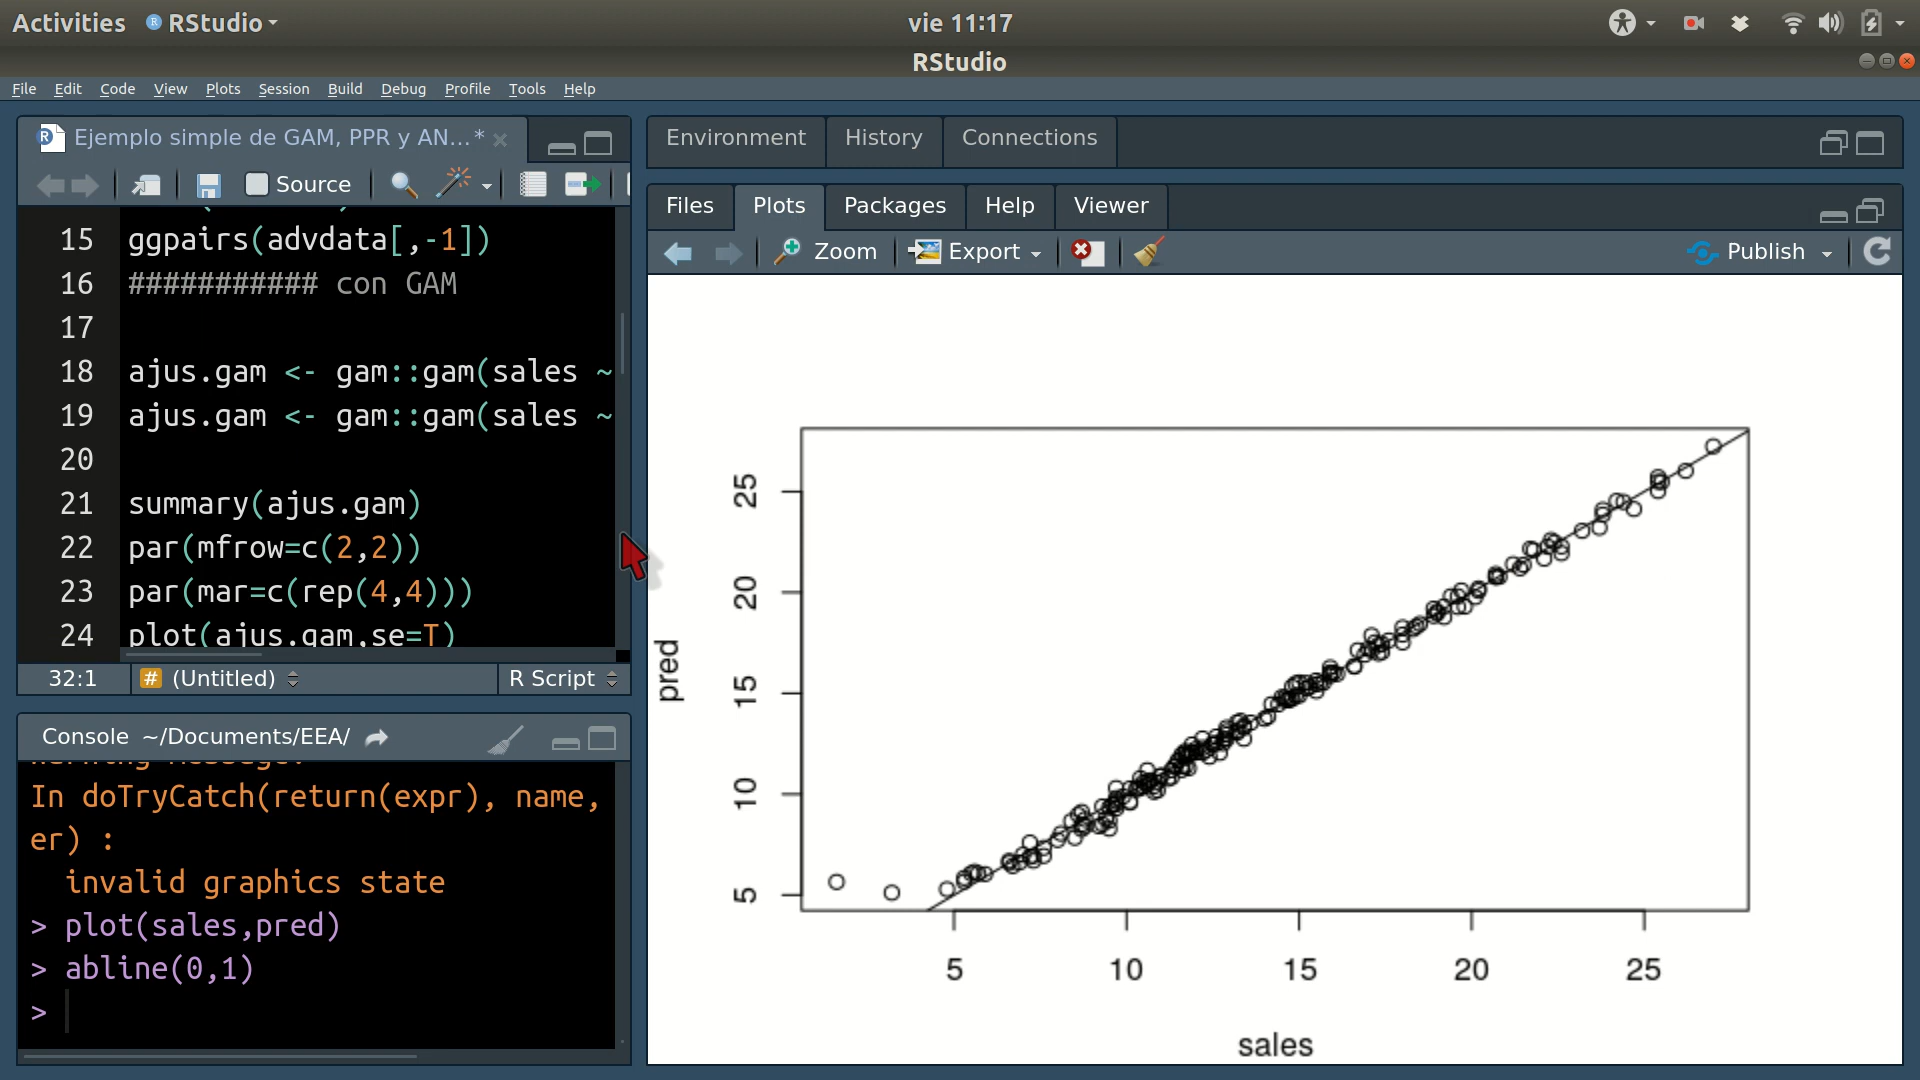 Activities RStudio vie 11:17
RStudio
File Edit Code View Plots Session Build Debug Profile Tools Help
Ejemplo simple de GAM, PPR y AN...*
Source
15 ggpairs(advdata[,-1])
16 ########### con GAM
17
18 ajus.gam <- gam::gam(sales ~
19 ajus.gam <- gam::gam(sales ~
20
21 summary(ajus.gam)
22 par(mfrow=c(2,2))
23 par(mar=c(rep(4,4)))
24 plot(ajus.gam,se=T)
32:1 # (Untitled) R Script
Console ~/Documents/EEA/
In doTryCatch(return(expr), name,
er) :
invalid graphics state
> plot(sales,pred)
> abline(0,1)
>
Environment History Connections
Files Plots Packages Help Viewer
Zoom Export Publish
pred
25
20
15
10
5
5 10 15 20 25
sales